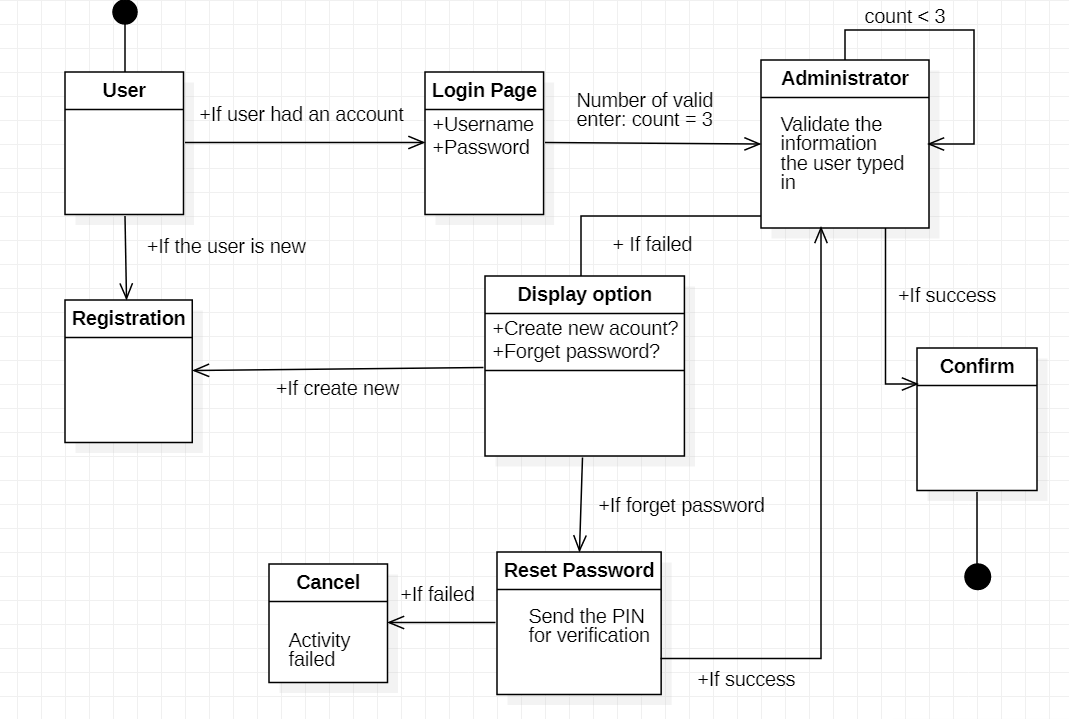 count < 3
User
Login Page
Administrator
+If user had an account
+Username
+Password
Number of valid
enter: count = 3
Validate the
information
the user typed
in
+If the user is new
+ If failed
+If success
Registration
Display option
+Create new acount?
+Forget password?
+If create new
Confirm
+If forget password
Cancel
Activity
failed
+If failed
Reset Password
Send the PIN
for verification
+If success